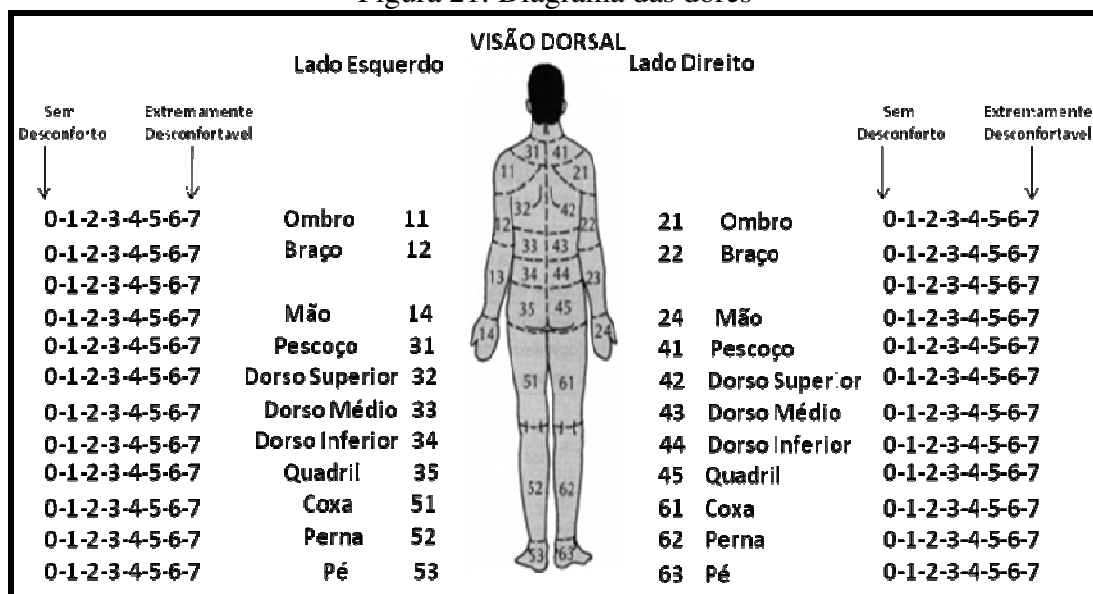 Figura 21: Diagrama das dores
VISÃO DORSAL
Lado Esquerdo Lado Direito
Sem Desconforto Extremamente Desconfortavel Sem Desconforto Extremamente Desconfortavel
0-1-2-3-4-5-6-7 Ombro 11 21 Ombro 0-1-2-3-4-5-6-7
0-1-2-3-4-5-6-7 Braço 12 22 Braço 0-1-2-3-4-5-6-7
0-1-2-3-4-5-6-7 0-1-2-3-4-5-6-7
0-1-2-3-4-5-6-7 Mão 14 24 Mão 0-1-2-3-4-5-6-7
0-1-2-3-4-5-6-7 Pescoço 31 41 Pescoço 0-1-2-3-4-5-6-7
0-1-2-3-4-5-6-7 Dorso Superior 32 42 Dorso Superior 0-1-2-3-4-5-6-7
0-1-2-3-4-5-6-7 Dorso Médio 33 43 Dorso Médio 0-1-2-3-4-5-6-7
0-1-2-3-4-5-6-7 Dorso Inferior 34 44 Dorso Inferior 0-1-2-3-4-5-6-7
0-1-2-3-4-5-6-7 Quadril 35 45 Quadril 0-1-2-3-4-5-6-7
0-1-2-3-4-5-6-7 Coxa 51 61 Coxa 0-1-2-3-4-5-6-7
0-1-2-3-4-5-6-7 Perna 52 62 Perna 0-1-2-3-4-5-6-7
0-1-2-3-4-5-6-7 Pé 53 63 Pé 0-1-2-3-4-5-6-7
31 41
11 21
32 42
12 22
33 43
13 34 44 23
35 45
14 24
51 61
52 62
53 63